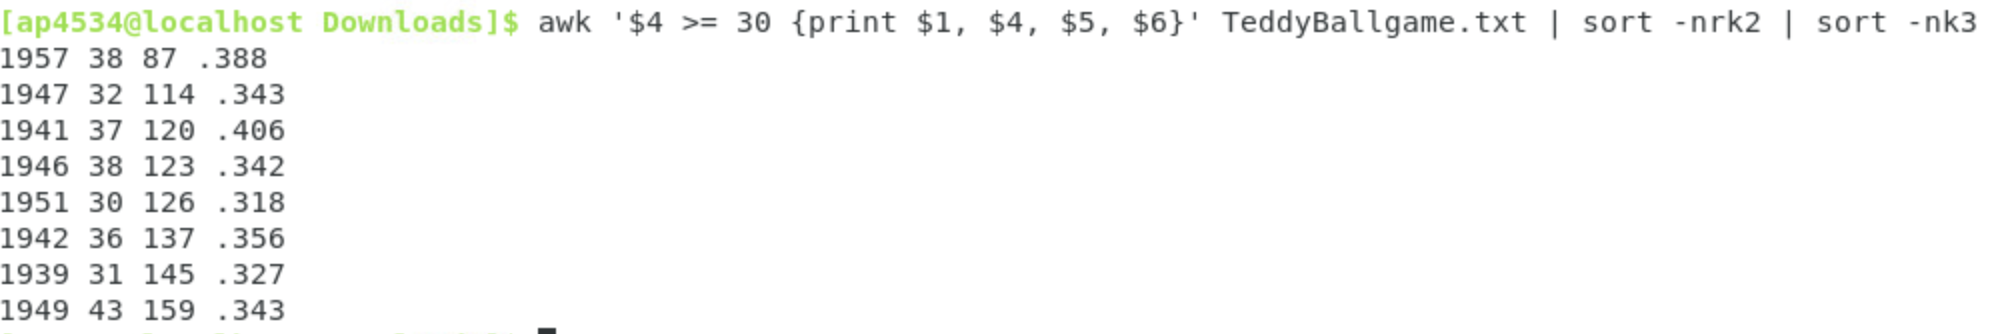 [ap4534@localhost Downloads]$ awk '$4 >= 30 {print $1, $4, $5, $6}' TeddyBallgame.txt | sort -nrk2 | sort -nk3
1957 38 87 .388
1947 32 114 .343
1941 37 120 .406
1946 38 123 .342
1951 30 126 .318
1942 36 137 .356
1939 31 145 .327
1949 43 159 .343